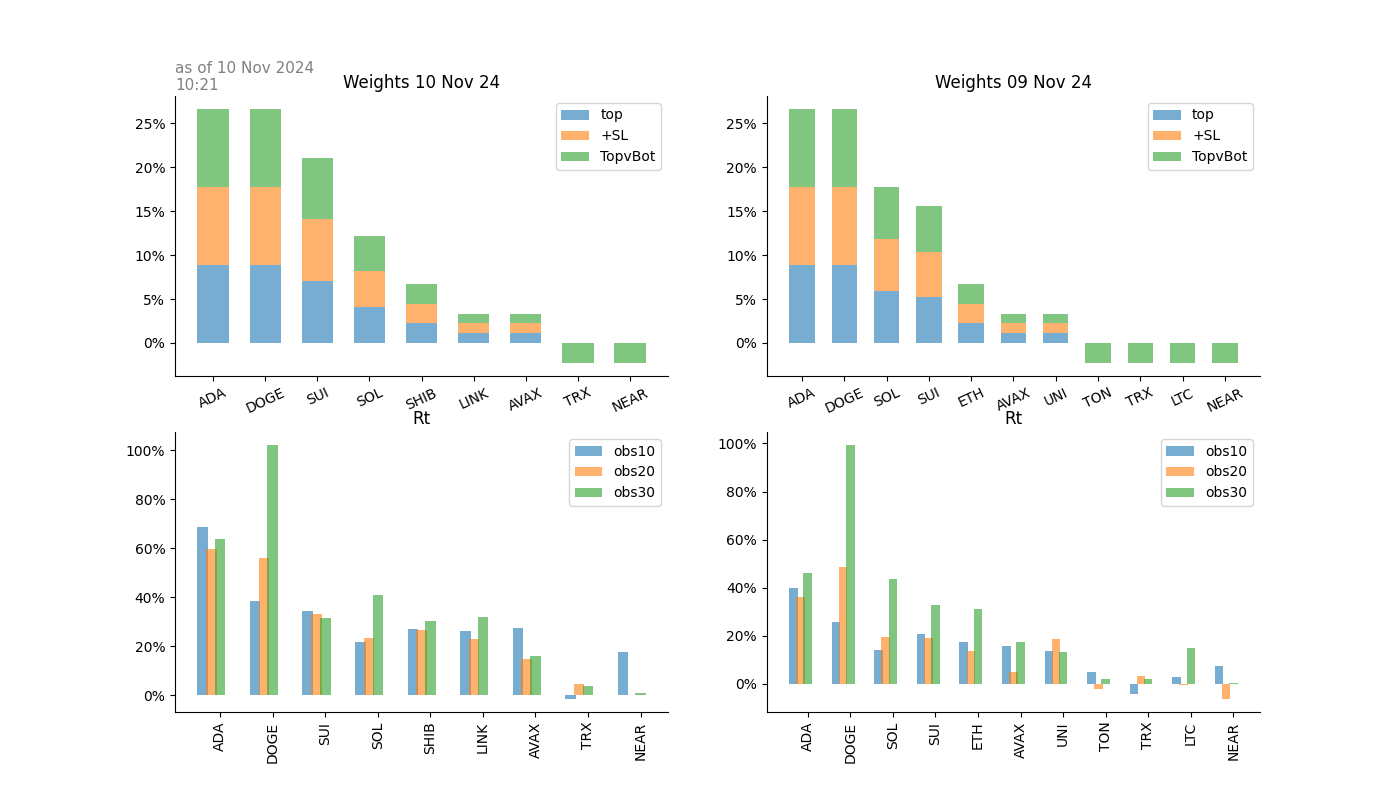 as of 10 Nov 2024
10:21
Weights 10 Nov 24
25%
20%
15%
10%
5%
0%
top
+SL
TopvBot
ADA DOGE SUI SOL SHIB LINK AVAX TRX NEAR
Weights 09 Nov 24
25%
20%
15%
10%
5%
0%
top
+SL
TopvBot
ADA DOGE SOL SUI ETH AVAX UNI TON TRX LTC NEAR
Rt
100%
80%
60%
40%
20%
0%
obs10
obs20
obs30
ADA DOGE SUI SOL SHIB LINK AVAX TRX NEAR
Rt
100%
80%
60%
40%
20%
0%
obs10
obs20
obs30
ADA DOGE SOL SUI ETH AVAX UNI TON TRX LTC NEAR